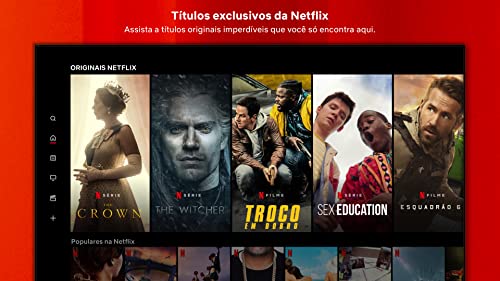 Títulos exclusivos da Netflix
Assista a títulos originais imperdíveis que você só encontra aqui.
ORIGINAIS NETFLIX
N SÉRIE
THE CROWN
N SÉRIE
THE WITCHER
N FILME
TROCO EM DOBRO
N SÉRIE
SEX EDUCATION
N FILME
ESQUADRÃO 6
Populares na Netflix